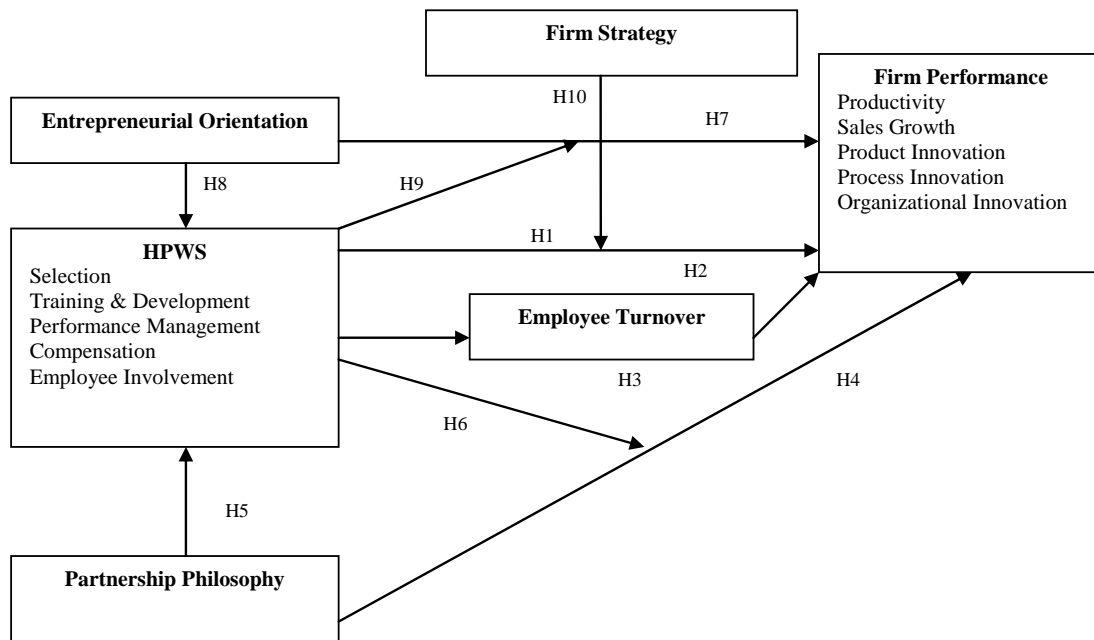 Firm Strategy
Firm Performance
Productivity
Sales Growth
Product Innovation
Process Innovation
Organizational Innovation
H10
Entrepreneurial Orientation
H7
H8
H9
HPWS
Selection
Training & Development
Performance Management
Compensation
Employee Involvement
H1
H2
Employee Turnover
H3
H4
H6
H5
Partnership Philosophy